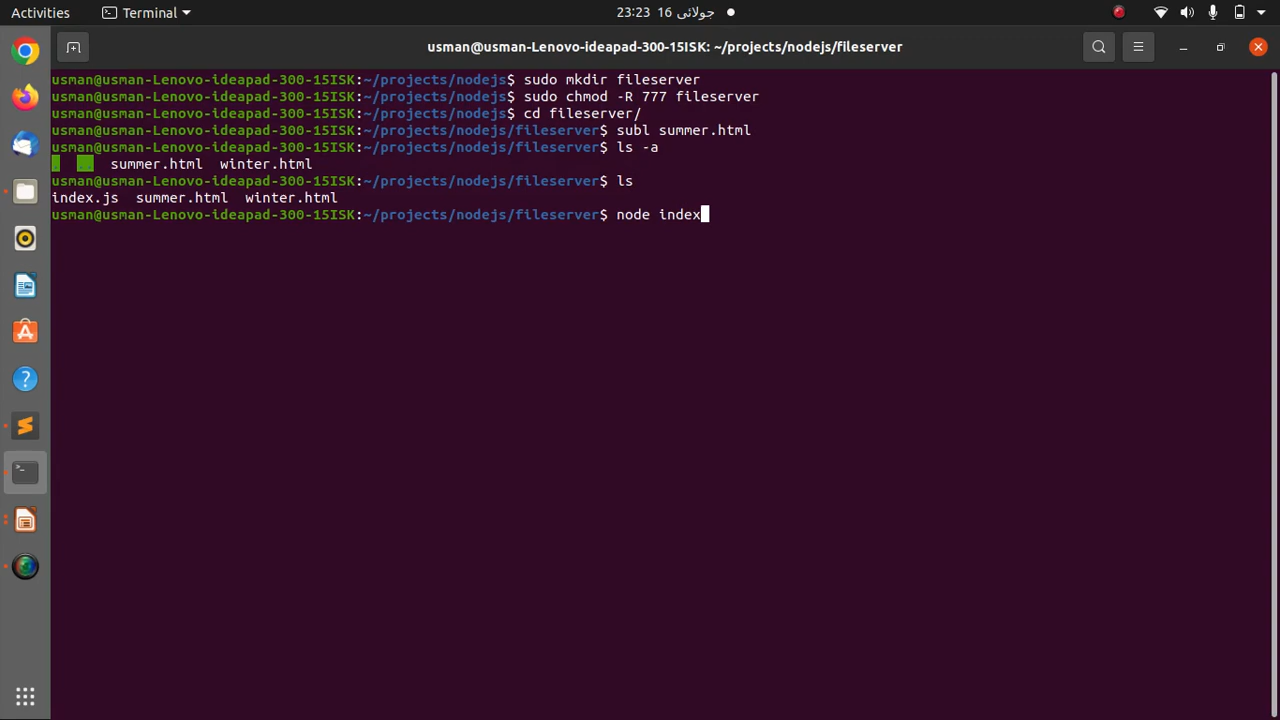 Activities
Terminal
23:23 16 جولائی
usman@usman-Lenovo-ideapad-300-15ISK: ~/projects/nodejs/fileserver
usman@usman-Lenovo-ideapad-300-15ISK:~/projects/nodejs$ sudo mkdir fileserver
usman@usman-Lenovo-ideapad-300-15ISK:~/projects/nodejs$ sudo chmod -R 777 fileserver
usman@usman-Lenovo-ideapad-300-15ISK:~/projects/nodejs$ cd fileserver/
usman@usman-Lenovo-ideapad-300-15ISK:~/projects/nodejs/fileserver$ subl summer.html
usman@usman-Lenovo-ideapad-300-15ISK:~/projects/nodejs/fileserver$ ls -a
. .. summer.html winter.html
usman@usman-Lenovo-ideapad-300-15ISK:~/projects/nodejs/fileserver$ ls
index.js summer.html winter.html
usman@usman-Lenovo-ideapad-300-15ISK:~/projects/nodejs/fileserver$ node index